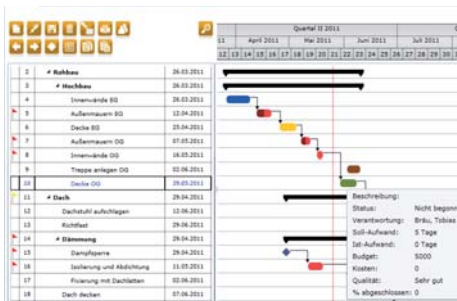 Quartal II 2011
11 April 2011 Mai 2011 Juni 2011 Juli 2011
12 13 14 15 16 17 18 19 20 21 22 23 24 25 26 27 28 29 30
2 Rohbau 26.03.2011
3 Hochbau 26.03.2011
4 Innenwände EG 26.03.2011
5 Außenmauern EG 12.04.2011
6 Decke EG 25.04.2011
7 Außenmauern OG 07.05.2011
8 Innenwände OG 16.05.2011
9 Treppe anlegen OG 02.06.2011
10 Decke OG 29.05.2011
11 Dach 29.04.2011
12 Dachstuhl aufschlagen 12.06.2011
13 Richtfest 29.06.2011
14 Dämmung 29.04.2011
15 Dampfsperre 29.04.2011
16 Isolierung und Abdichtung 11.05.2011
17 Fixierung mit Dachlatten 02.06.2011
18 Dach decken 07.06.2011
Beschreibung:
Status: Nicht begonn
Verantwortung: Bräu, Tobias
Soll-Aufwand: 5 Tage
Ist-Aufwand: 0 Tage
Budget: 5000
Kosten: 0
Qualität: Sehr gut
% abgeschlossen: 0